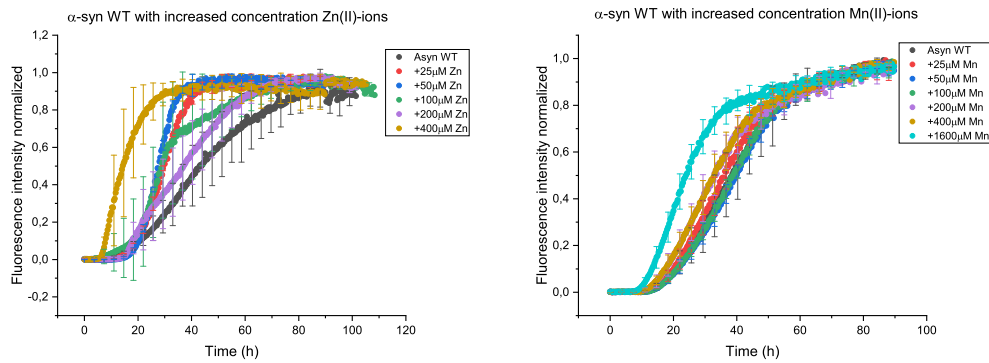 α-syn WT with increased concentration Zn(II)-ions
1,2
1,0
0,8
0,6
0,4
0,2
0,0
-0,2
Fluorescence intensity normalized
0
20
40
60
80
100
120
Time (h)
Asyn WT
+25μM Zn
+50μM Zn
+100μM Zn
+200μM Zn
+400μM Zn
α-syn WT with increased concentration Mn(II)-ions
1,0
0,8
0,6
0,4
0,2
0,0
Fluorescence intensity normalized
0
20
40
60
80
100
Time (h)
Asyn WT
+25μM Mn
+50μM Mn
+100μM Mn
+200μM Mn
+400μM Mn
+1600μM Mn